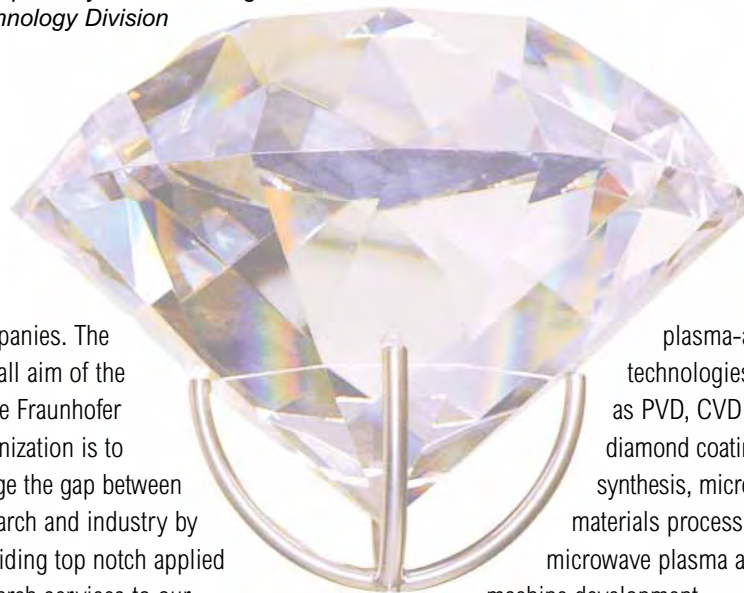 hnology Division
panies. The
all aim of the
e Fraunhofer
nization is to
ge the gap between
arch and industry by
iding top notch applied
plasma-a
technologies
as PVD, CVD
diamond coatin
synthesis, micro
materials process
microwave plasma a